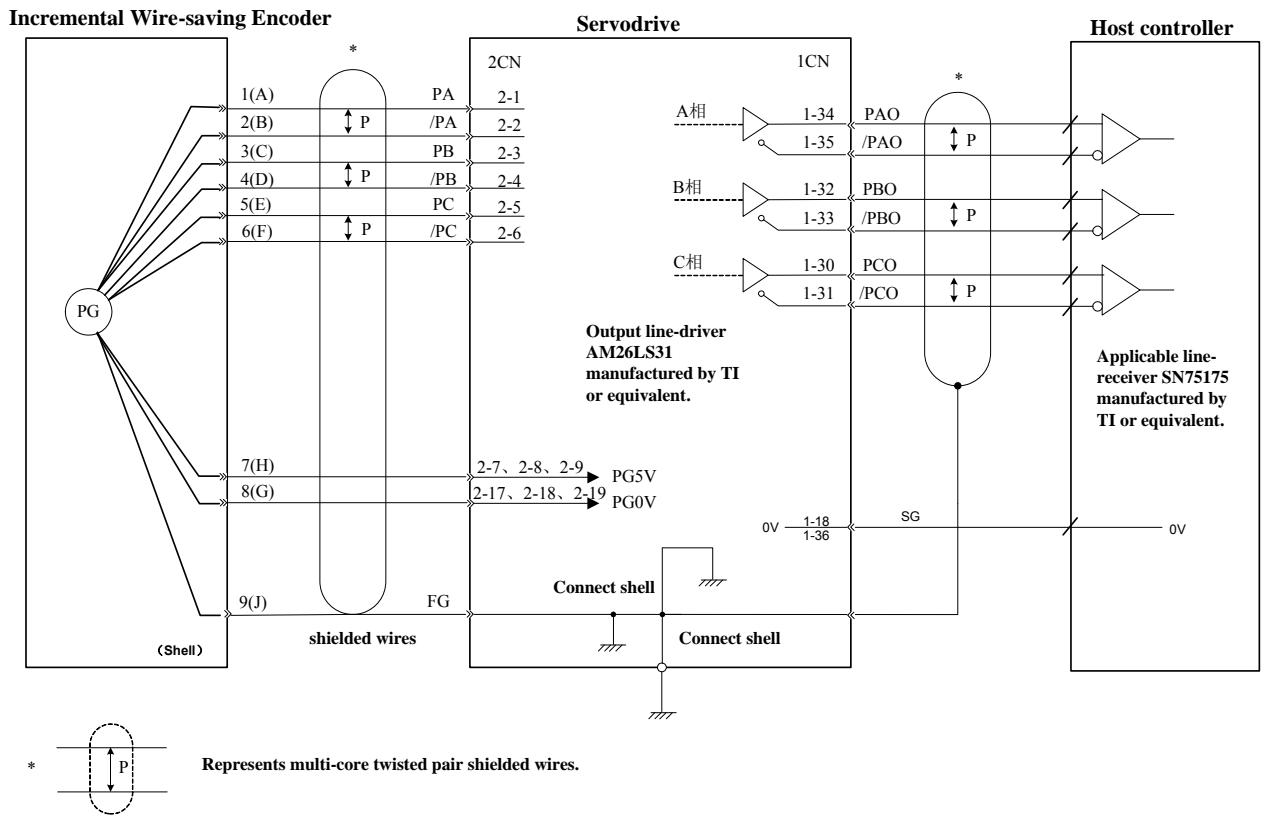 Incremental Wire-saving Encoder
Servodrive
Host controller
*
2CN
1CN
*
1(A)
PA
2-1
P
2(B)
/PA
2-2
3(C)
PB
2-3
P
4(D)
/PB
2-4
5(E)
PC
2-5
P
6(F)
/PC
2-6
PG
A相
1-34
PAO
P
1-35
/PAO
B相
1-32
PBO
P
1-33
/PBO
C相
1-30
PCO
P
1-31
/PCO
Output line-driver
AM26LS31
manufactured by TI
or equivalent.
Applicable line-
receiver SN75175
manufactured by
TI or equivalent.
7(H)
2-7、2-8、2-9
PG5V
8(G)
2-17、2-18、2-19
PG0V
0V
1-18
1-36
SG
0V
Connect shell
9(J)
FG
(Shell)
shielded wires
Connect shell
*
P
Represents multi-core twisted pair shielded wires.